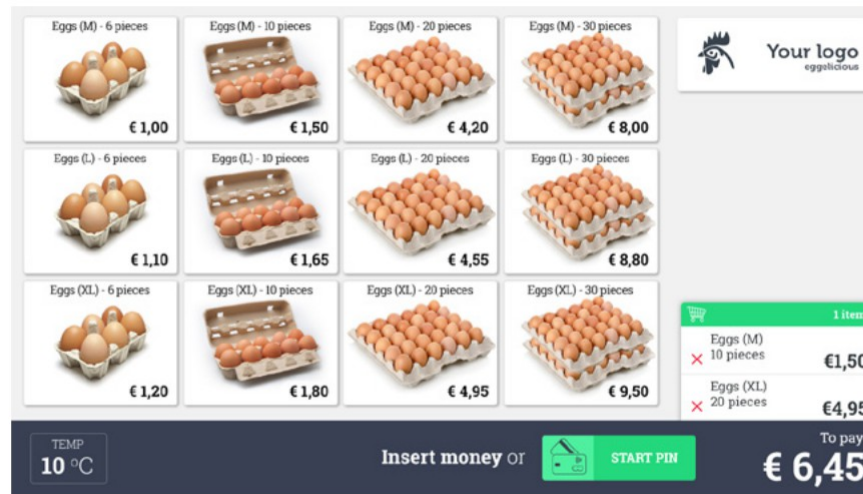 Eggs (M) - 6 pieces
€ 1,00
Eggs (M) - 10 pieces
€ 1,50
Eggs (M) - 20 pieces
€ 4,20
Eggs (M) - 30 pieces
€ 8,00
Your logo
eggelicious
Eggs (L) - 6 pieces
€ 1,10
Eggs (L) - 10 pieces
€ 1,65
Eggs (L) - 20 pieces
€ 4,55
Eggs (L) - 30 pieces
€ 8,80
Eggs (XL) - 6 pieces
€ 1,20
Eggs (XL) - 10 pieces
€ 1,80
Eggs (XL) - 20 pieces
€ 4,95
Eggs (XL) - 30 pieces
€ 9,50
1 item
Eggs (M)
10 pieces
€1,50
Eggs (XL)
20 pieces
€4,95
TEMP
10 °C
Insert money or
START PIN
To pay
€ 6,45